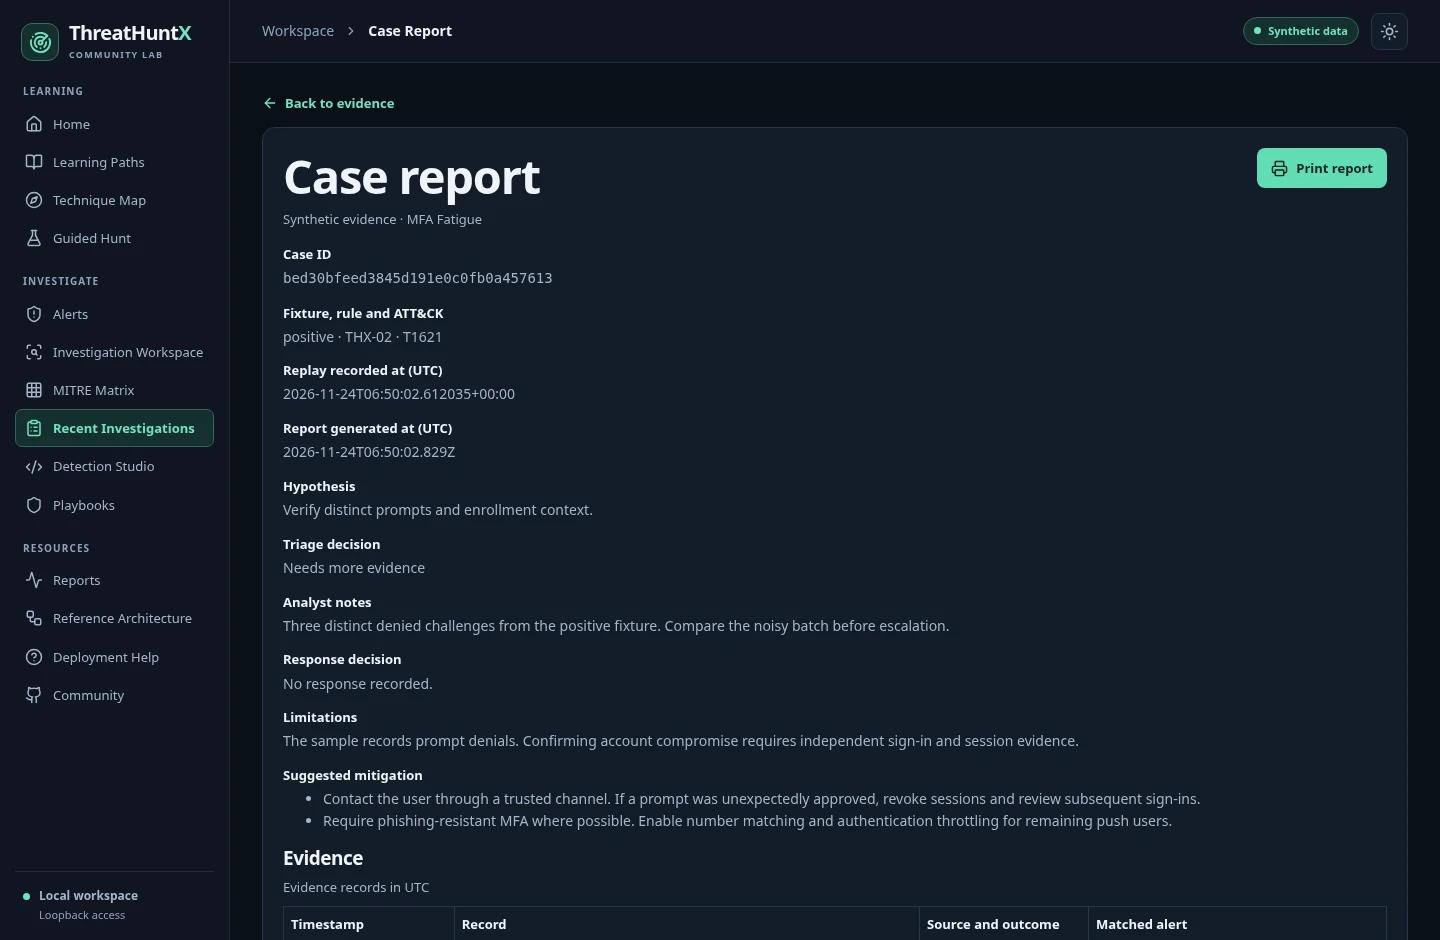 ThreatHuntX
COMMUNITY LAB
LEARNING
Home
Learning Paths
Technique Map
Guided Hunt
INVESTIGATE
Alerts
Investigation Workspace
MITRE Matrix
Recent Investigations
Detection Studio
Playbooks
RESOURCES
Reports
Reference Architecture
Deployment Help
Community
Local workspace
Loopback access
Workspace > Case Report
Synthetic data
Back to evidence
Case report
Print report
Synthetic evidence · MFA Fatigue
Case ID
bed30bfeed3845d191e0c0fb0a457613
Fixture, rule and ATT&CK
positive · THX-02 · T1621
Replay recorded at (UTC)
2026-11-24T06:50:02.612035+00:00
Report generated at (UTC)
2026-11-24T06:50:02.829Z
Hypothesis
Verify distinct prompts and enrollment context.
Triage decision
Needs more evidence
Analyst notes
Three distinct denied challenges from the positive fixture. Compare the noisy batch before escalation.
Response decision
No response recorded.
Limitations
The sample records prompt denials. Confirming account compromise requires independent sign-in and session evidence.
Suggested mitigation
• Contact the user through a trusted channel. If a prompt was unexpectedly approved, revoke sessions and review subsequent sign-ins.
• Require phishing-resistant MFA where possible. Enable number matching and authentication throttling for remaining push users.
Evidence
Evidence records in UTC
Timestamp Record Source and outcome Matched alert